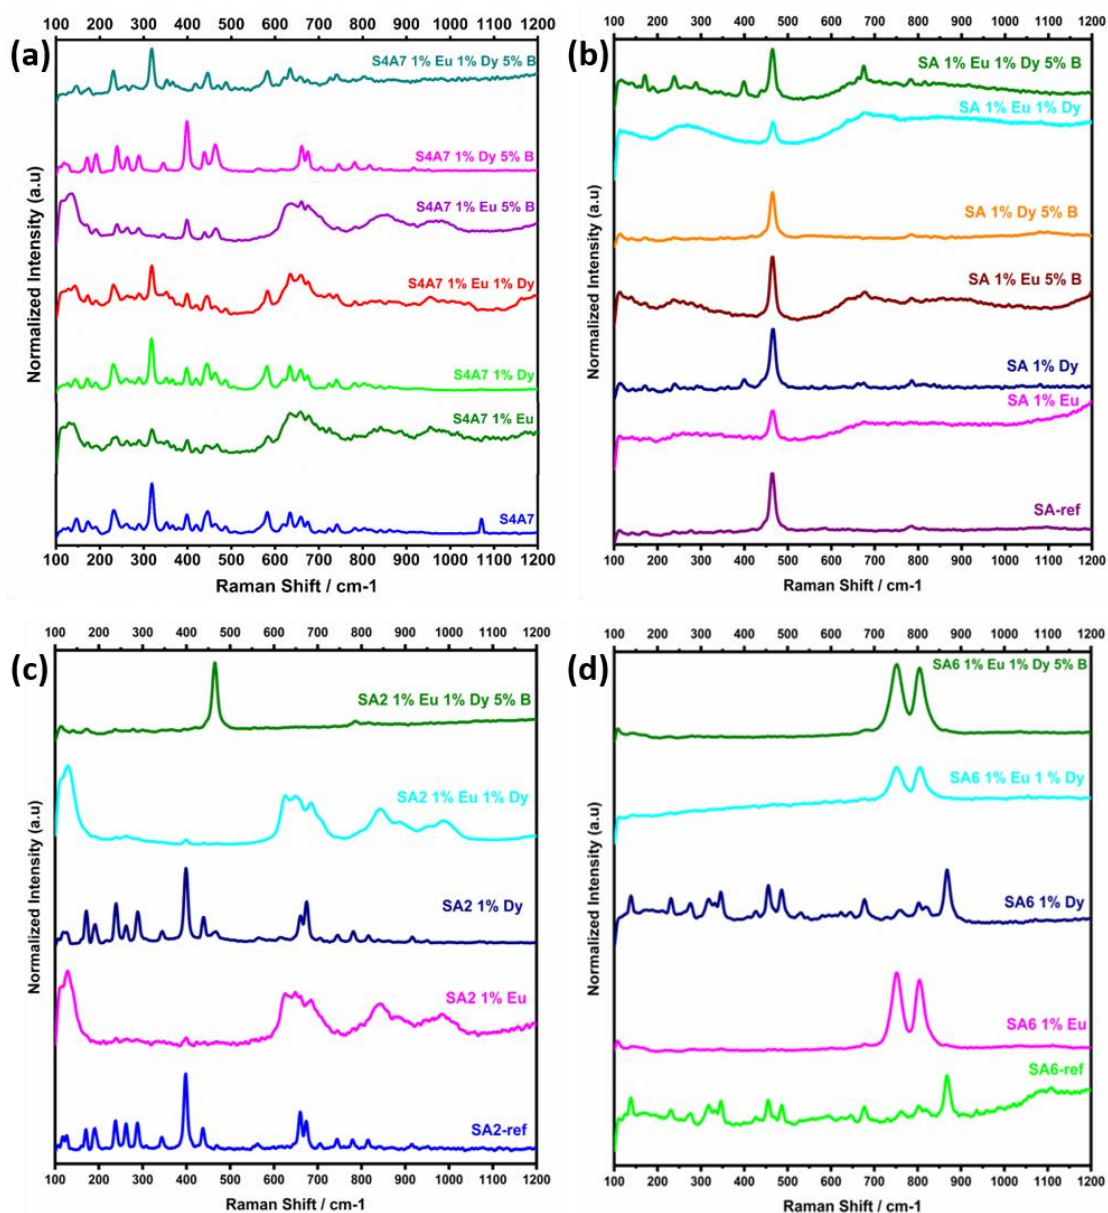 (a)
100 200 300 400 500 600 700 800 900 1000 1100 1200
S4A7 1% Eu 1% Dy 5% B
S4A7 1% Dy 5% B
S4A7 1% Eu 5% B
S4A7 1% Eu 1% Dy
S4A7 1% Dy
S4A7 1% Eu
S4A7
Normalized Intensity (a.u)
100 200 300 400 500 600 700 800 900 1000 1100 1200
Raman Shift / cm-1
(b)
100 200 300 400 500 600 700 800 900 1000 1100 1200
SA 1% Eu 1% Dy 5% B
SA 1% Eu 1% Dy
SA 1% Dy 5% B
SA 1% Eu 5% B
SA 1% Dy
SA 1% Eu
SA-ref
Normalized Intensity (a.u)
100 200 300 400 500 600 700 800 900 1000 1100 1200
Raman Shift / cm-1
(c)
100 200 300 400 500 600 700 800 900 1000 1100 1200
SA2 1% Eu 1% Dy 5% B
SA2 1% Eu 1% Dy
SA2 1% Dy
SA2 1% Eu
SA2-ref
Normalized Intensity (a.u)
100 200 300 400 500 600 700 800 900 1000 1100 1200
Raman Shift / cm-1
(d)
100 200 300 400 500 600 700 800 900 1000 1100 1200
SA6 1% Eu 1% Dy 5% B
SA6 1% Eu 1 % Dy
SA6 1% Dy
SA6 1% Eu
SA6-ref
Normalized Intensity (a.u)
100 200 300 400 500 600 700 800 900 1000 1100 1200
Raman Shift / cm-1